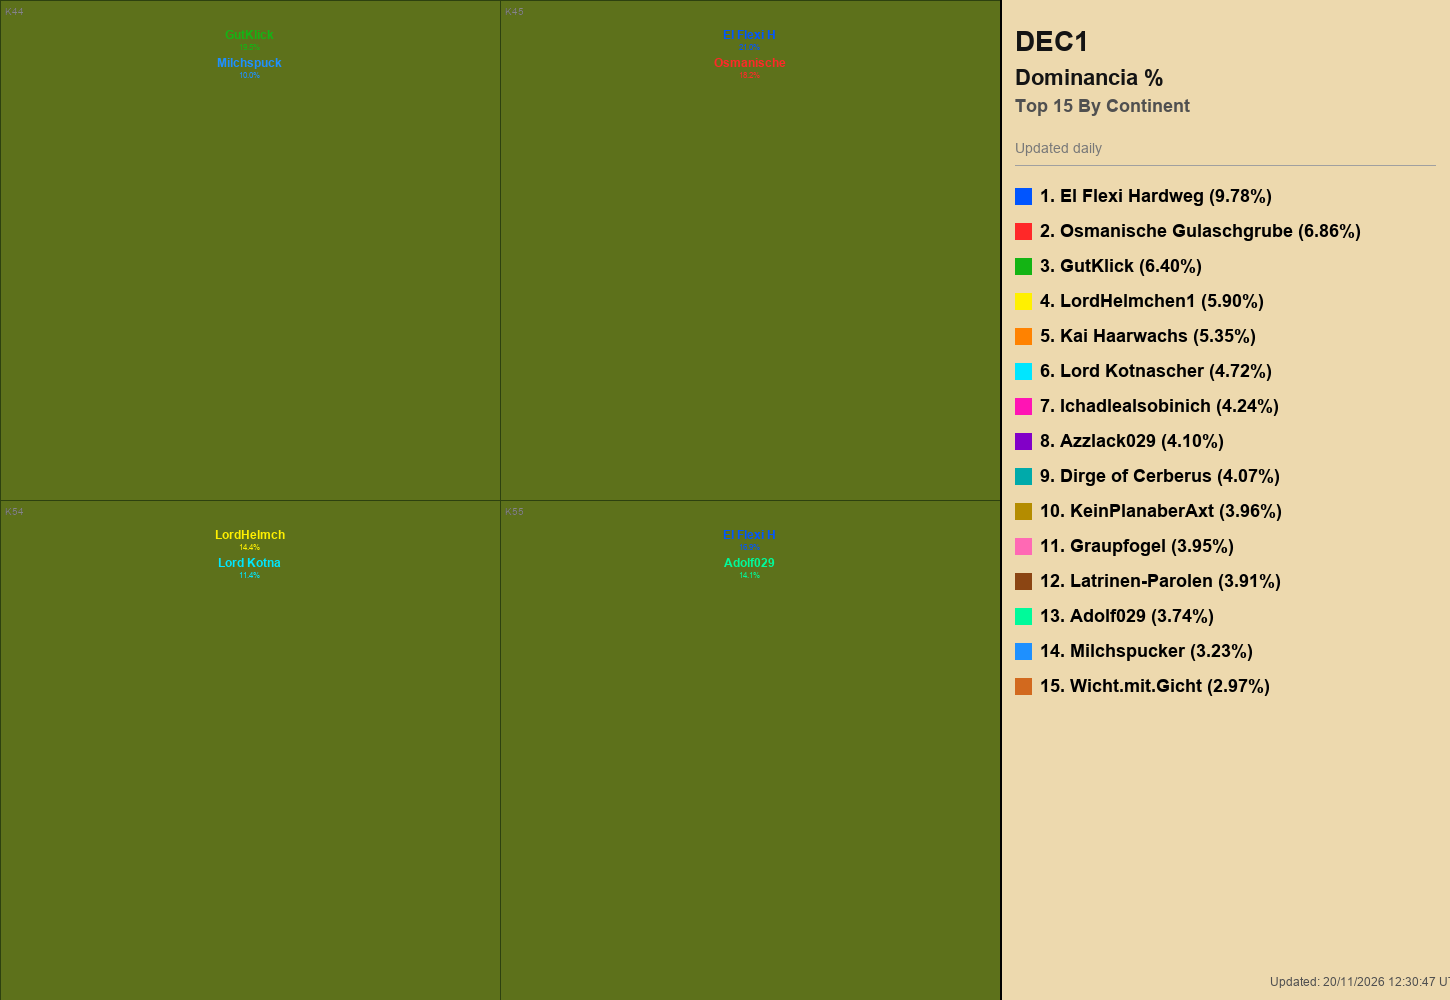 K44
GutKlick
Milchspuck
10.0%
K45
El Flexi H
Osmanische
K54
LordHelmch
14.4%
Lord Kotna
11.4%
K55
El Flexi H
Adolf029
14.1%
DEC1
Dominancia %
Top 15 By Continent
Updated daily
1. El Flexi Hardweg (9.78%)
2. Osmanische Gulaschgrube (6.86%)
3. GutKlick (6.40%)
4. LordHelmchen1 (5.90%)
5. Kai Haarwachs (5.35%)
6. Lord Kotnascher (4.72%)
7. Ichadlealsobinich (4.24%)
8. Azzlack029 (4.10%)
9. Dirge of Cerberus (4.07%)
10. KeinPlanaberAxt (3.96%)
11. Graupfogel (3.95%)
12. Latrinen-Parolen (3.91%)
13. Adolf029 (3.74%)
14. Milchspucker (3.23%)
15. Wicht.mit.Gicht (2.97%)
Updated: 20/11/2026 12:30:47